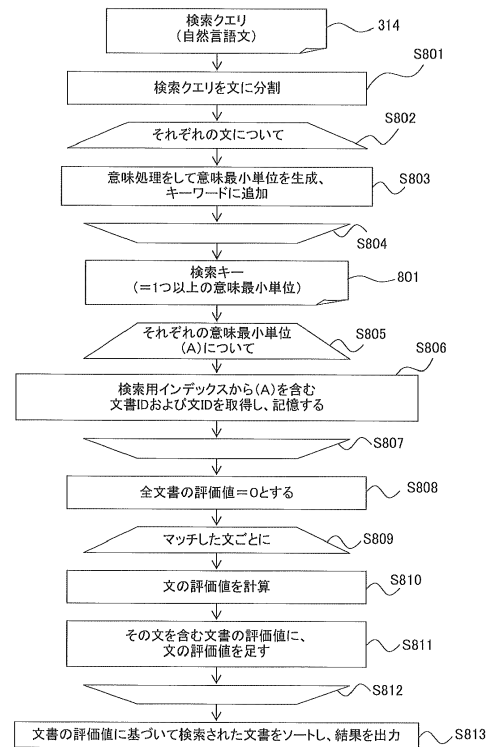 検索クエリ
(自然言語文)
314
S801
検索クエリを文に分割
S802
それぞれの文について
意味処理をして意味最小単位を生成、
キーワードに追加
S803
S804
検索キー
(=1つ以上の意味最小単位)
801
それぞれの意味最小単位
(A)について
S805
S806
検索用インデックスから(A)を含む
文書IDおよび文IDを取得し、記憶する
S807
全文書の評価値=0とする
S808
マッチした文ごとに
S809
文の評価値を計算
S810
その文を含む文書の評価値に、
文の評価値を足す
S811
S812
文書の評価値に基づいて検索された文書をソートし、結果を出力
S813